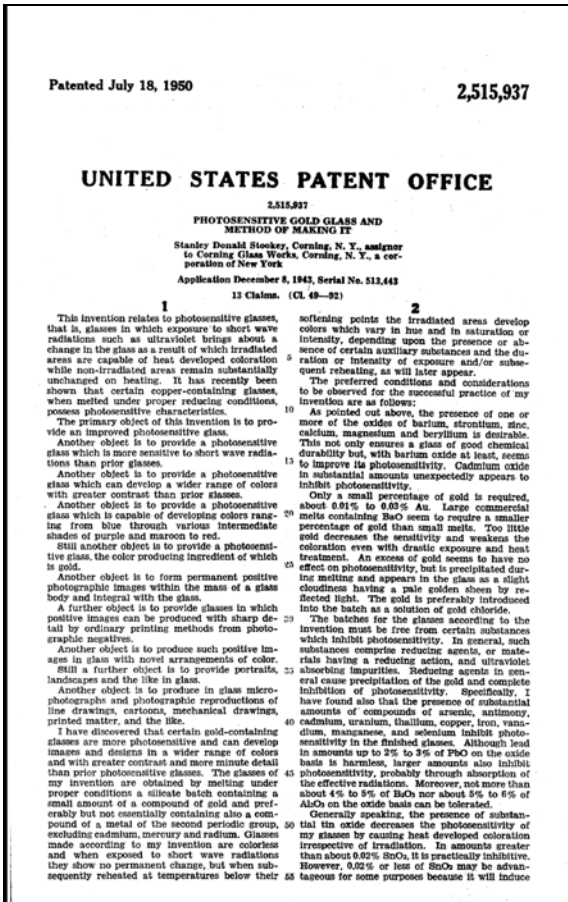 Patented July 18, 1950
2,515,937
UNITED STATES PATENT OFFICE
2,515,937
PHOTOSENSITIVE GOLD GLASS AND
METHOD OF MAKING IT
Stanley Donald Stookey, Corning, N. Y., assignor
to Corning Glass Works, Corning, N. Y., a cor-
poration of New York
Application December 8, 1943, Serial No. 513,443
13 Claims. (Cl. 49—92)
1
This invention relates to photosensitive glasses,
that is, glasses in which exposure to short wave
radiations such as ultraviolet brings about a
change in the glass as a result of which irradiated
areas are capable of heat developed coloration
while non-irradiated areas remain substantially
unchanged on heating. It has recently been
shown that certain copper-containing glasses,
when melted under proper reducing conditions,
possess photosensitive characteristics.
The primary object of this invention is to pro-
vide an improved photosensitive glass.
Another object is to provide a photosensitive
glass which is more sensitive to short wave radia-
tions than prior glasses.
Another object is to provide a photosensitive
glass which can develop a wider range of colors
with greater contrast than prior glasses.
Another object is to provide a photosensitive
glass which is capable of developing colors rang-
ing from blue through various intermediate
shades of purple and maroon to red.
Still another object is to provide a photosensi-
tive glass, the color producing ingredient of which
is gold.
Another object is to form permanent positive
photographic images within the mass of a glass
body and integral with the glass.
A further object is to provide glasses in which
positive images can be produced with sharp de-
tail by ordinary printing methods from photo-
graphic negatives.
Another object is to produce such positive im-
ages in glass with novel arrangements of color.
Still a further object is to provide portraits,
landscapes and the like in glass.
Another object is to produce in glass micro-
photographs and photographic reproductions of
line drawings, cartoons, mechanical drawings,
printed matter, and the like.
I have discovered that certain gold-containing
glasses are more photosensitive and can develop
images and designs in a wider range of colors
and with greater contrast and more minute detail
than prior photosensitive glasses. The glasses of
my invention are obtained by melting under
proper conditions a silicate batch containing a
small amount of a compound of gold and pref-
erably but not essentially containing also a com-
pound of a metal of the second periodic group,
excluding cadmium, mercury and radium. Glasses
made according to my invention are colorless
and when exposed to short wave radiations
they show no permanent change, but when sub-
sequently reheated at temperatures below their
2
softening points the irradiated areas develop
colors which vary in hue and in saturation or
intensity, depending upon the presence or ab-
sence of certain auxiliary substances and the du-
5 ration or intensity of exposure and/or subse-
quent reheating, as will later appear.
The preferred conditions and considerations
to be observed for the successful practice of my
invention are as follows:
10 As pointed out above, the presence of one or
more of the oxides of barium, strontium, zinc,
calcium, magnesium and beryllium is desirable.
This not only ensures a glass of good chemical
durability but, with barium oxide at least, seems
15 to improve its photosensitivity. Cadmium oxide
in substantial amounts unexpectedly appears to
inhibit photosensitivity.
Only a small percentage of gold is required,
about 0.01% to 0.03% Au. Large commercial
20 melts containing BaO seem to require a smaller
percentage of gold than small melts. Too little
gold decreases the sensitivity and weakens the
coloration even with drastic exposure and heat
treatment. An excess of gold seems to have no
25 effect on photosensitivity, but is precipitated dur-
ing melting and appears in the glass as a slight
cloudiness having a pale golden sheen by re-
flected light. The gold is preferably introduced
into the batch as a solution of gold chloride.
30 The batches for the glasses according to the
invention must be free from certain substances
which inhibit photosensitivity. In general, such
substances comprise reducing agents, or mate-
rials having a reducing action, and ultraviolet
35 absorbing impurities. Reducing agents in gen-
eral cause precipitation of the gold and complete
inhibition of photosensitivity. Specifically, I
have found also that the presence of substantial
amounts of compounds of arsenic, antimony,
40 cadmium, uranium, thallium, copper, iron, vana-
dium, manganese, and selenium inhibit photo-
sensitivity in the finished glasses. Although lead
in amounts up to 2% to 3% of PbO on the oxide
basis is harmless, larger amounts also inhibit
45 photosensitivity, probably through absorption of
the effective radiations. Moreover, not more than
about 4% to 5% of B₂O₃ nor about 5% to 6% of
Al₂O₃ on the oxide basis can be tolerated.
Generally speaking, the presence of substan-
50 tial tin oxide decreases the photosensitivity of
my glasses by causing heat developed coloration
irrespective of irradiation. In amounts greater
than about 0.02% SnO₂, it is practically inhibitive.
However, 0.02% or less of SnO₂ may be advan-
55 tageous for some purposes because it will induce